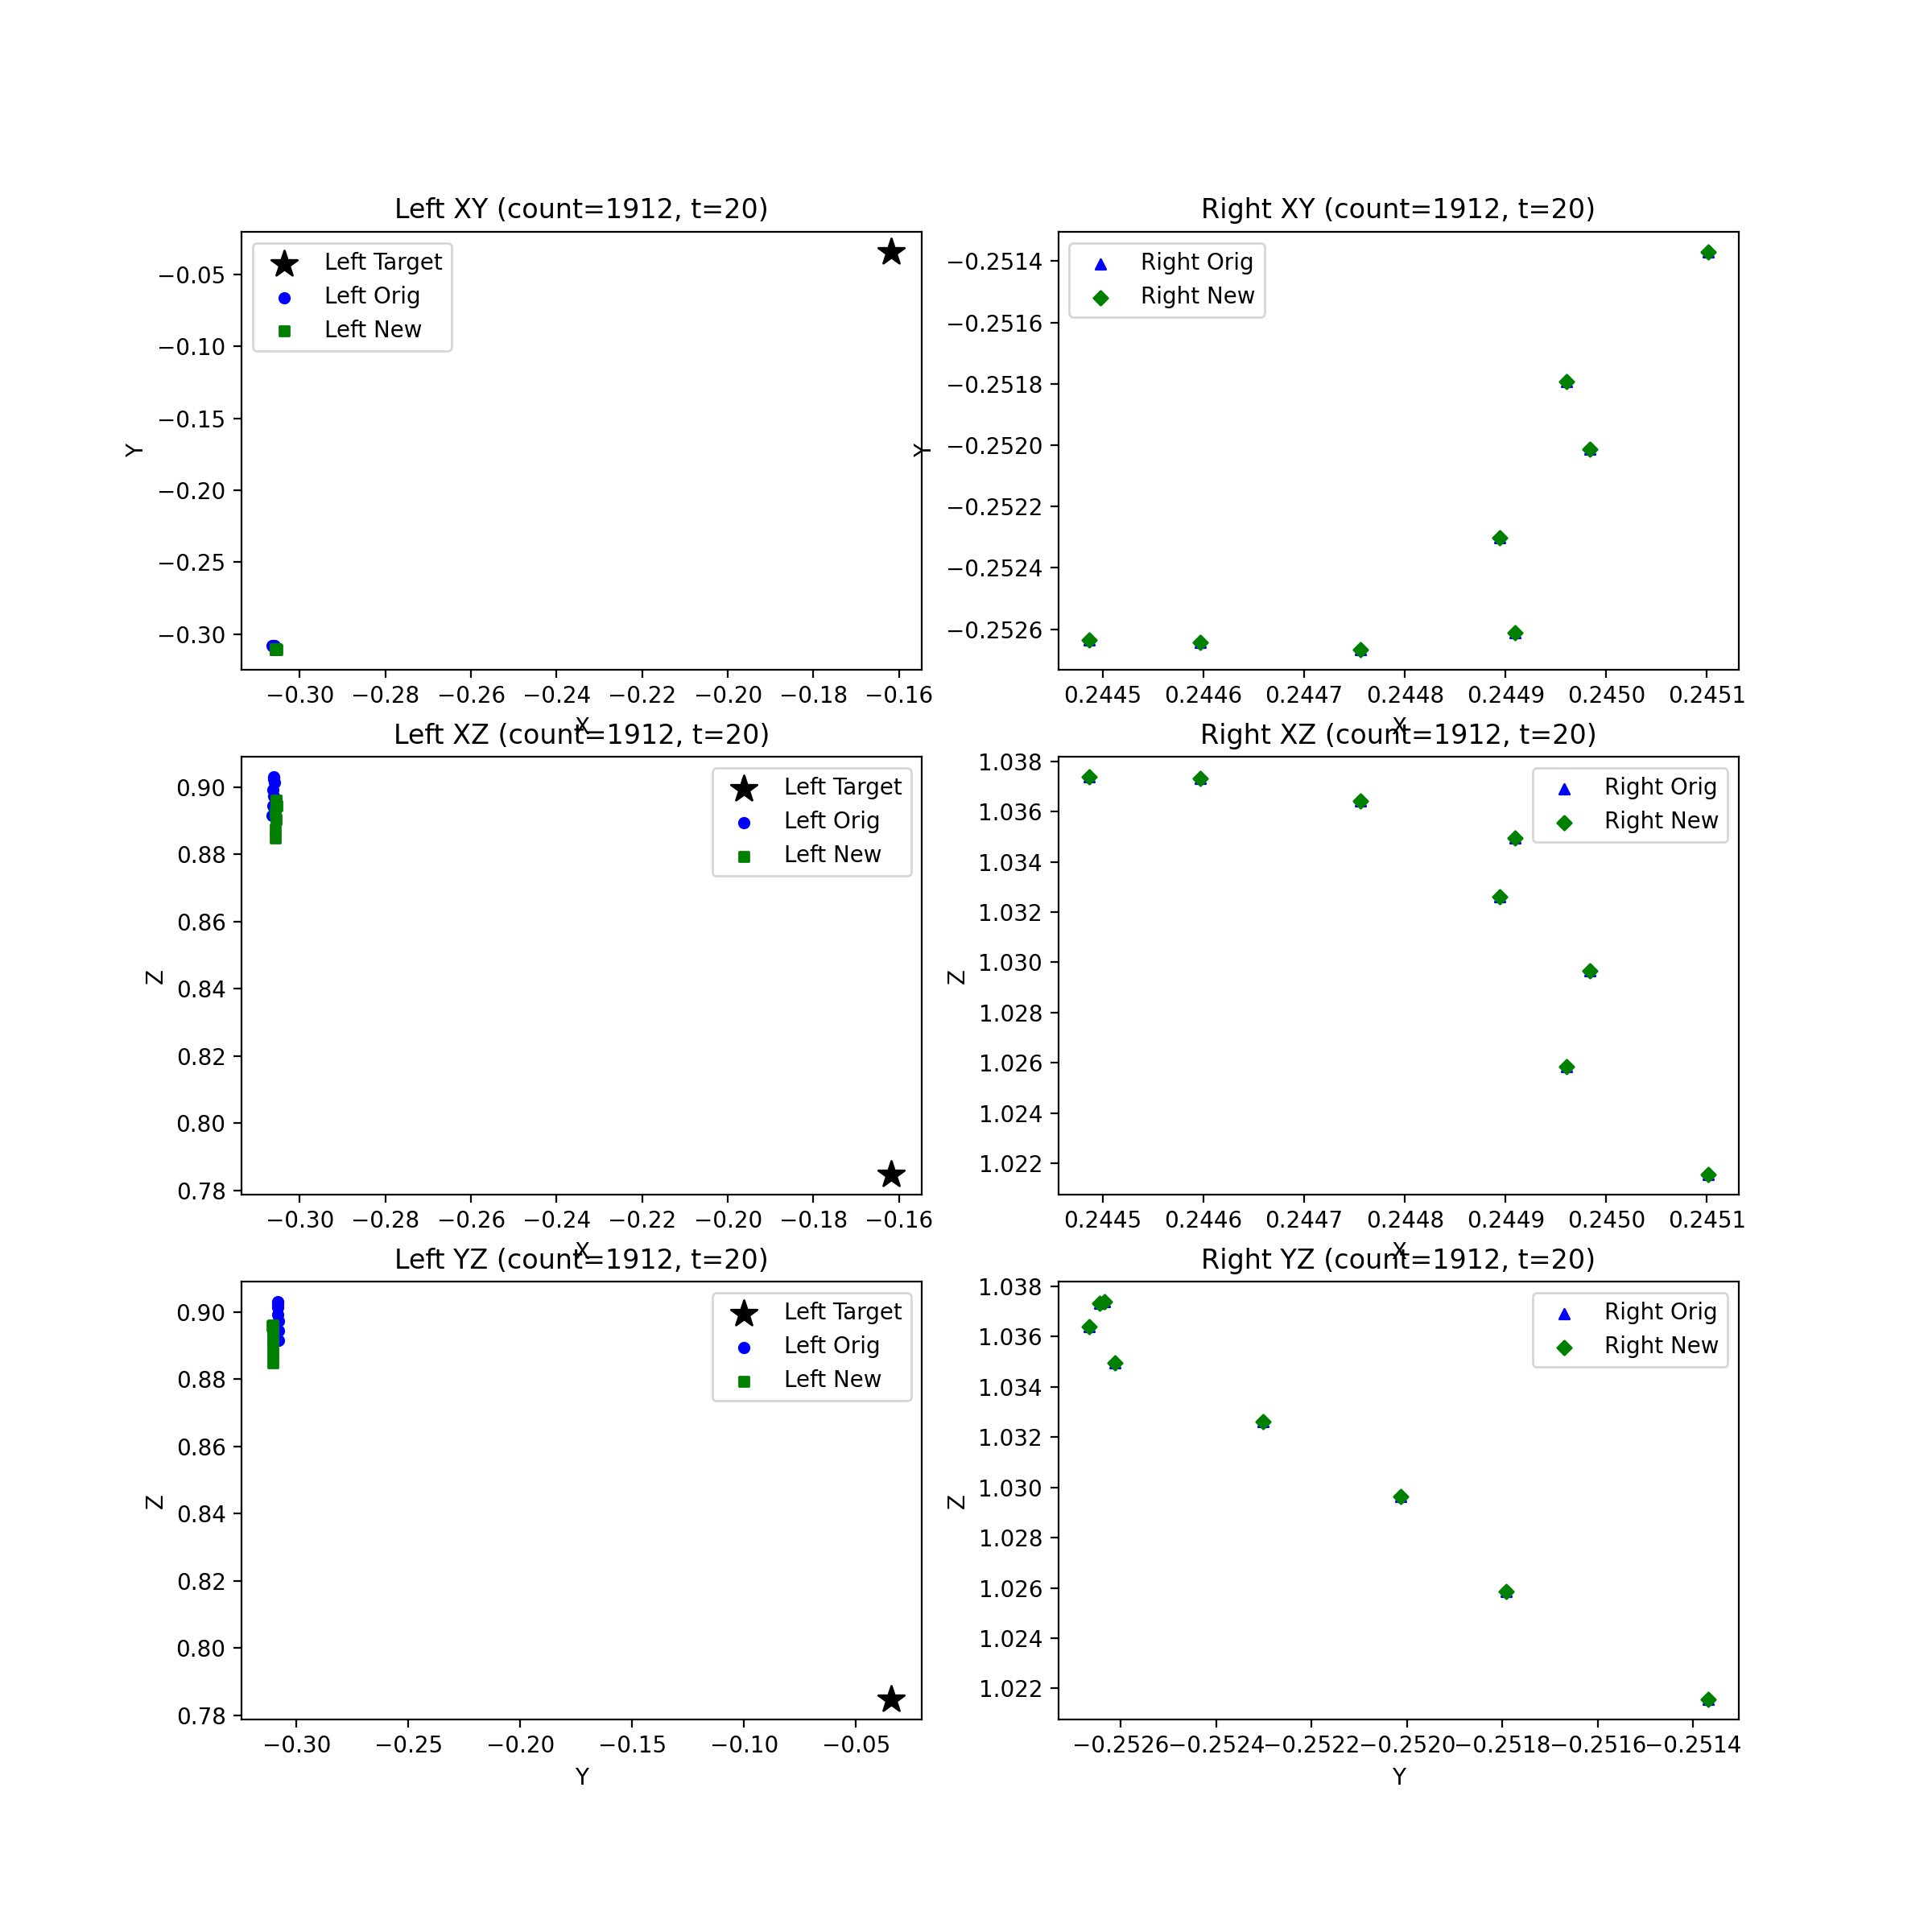 Left XY (count=1912, t=20)
Left Target
Left Orig
Left New
−0.05
−0.10
−0.15
−0.20
−0.25
−0.30
Y
−0.30 −0.28 −0.26 −0.24 −0.22 −0.20 −0.18 −0.16
X
Right XY (count=1912, t=20)
Right Orig
Right New
−0.2514
−0.2516
−0.2518
−0.2520
−0.2522
−0.2524
−0.2526
Y
0.2445 0.2446 0.2447 0.2448 0.2449 0.2450 0.2451
X
Left XZ (count=1912, t=20)
Left Target
Left Orig
Left New
0.90
0.88
0.86
0.84
0.82
0.80
0.78
Z
−0.30 −0.28 −0.26 −0.24 −0.22 −0.20 −0.18 −0.16
X
Right XZ (count=1912, t=20)
Right Orig
Right New
1.038
1.036
1.034
1.032
1.030
1.028
1.026
1.024
1.022
Z
0.2445 0.2446 0.2447 0.2448 0.2449 0.2450 0.2451
X
Left YZ (count=1912, t=20)
Left Target
Left Orig
Left New
0.90
0.88
0.86
0.84
0.82
0.80
0.78
Z
−0.30 −0.25 −0.20 −0.15 −0.10 −0.05
Y
Right YZ (count=1912, t=20)
Right Orig
Right New
1.038
1.036
1.034
1.032
1.030
1.028
1.026
1.024
1.022
Z
−0.2526 −0.2524 −0.2522 −0.2520 −0.2518 −0.2516 −0.2514
Y